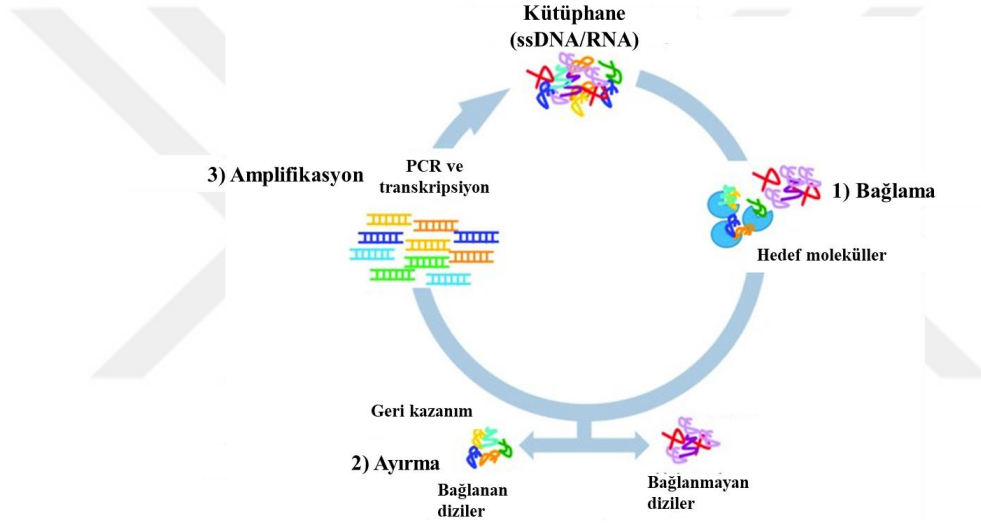 Kütüphane
(ssDNA/RNA)
3) Amplifikasyon
PCR ve
transkripsiyon
1) Bağlama
Hedef moleküller
Geri kazanım
2) Ayırma
Bağlanan
diziler
Bağlanmayan
diziler